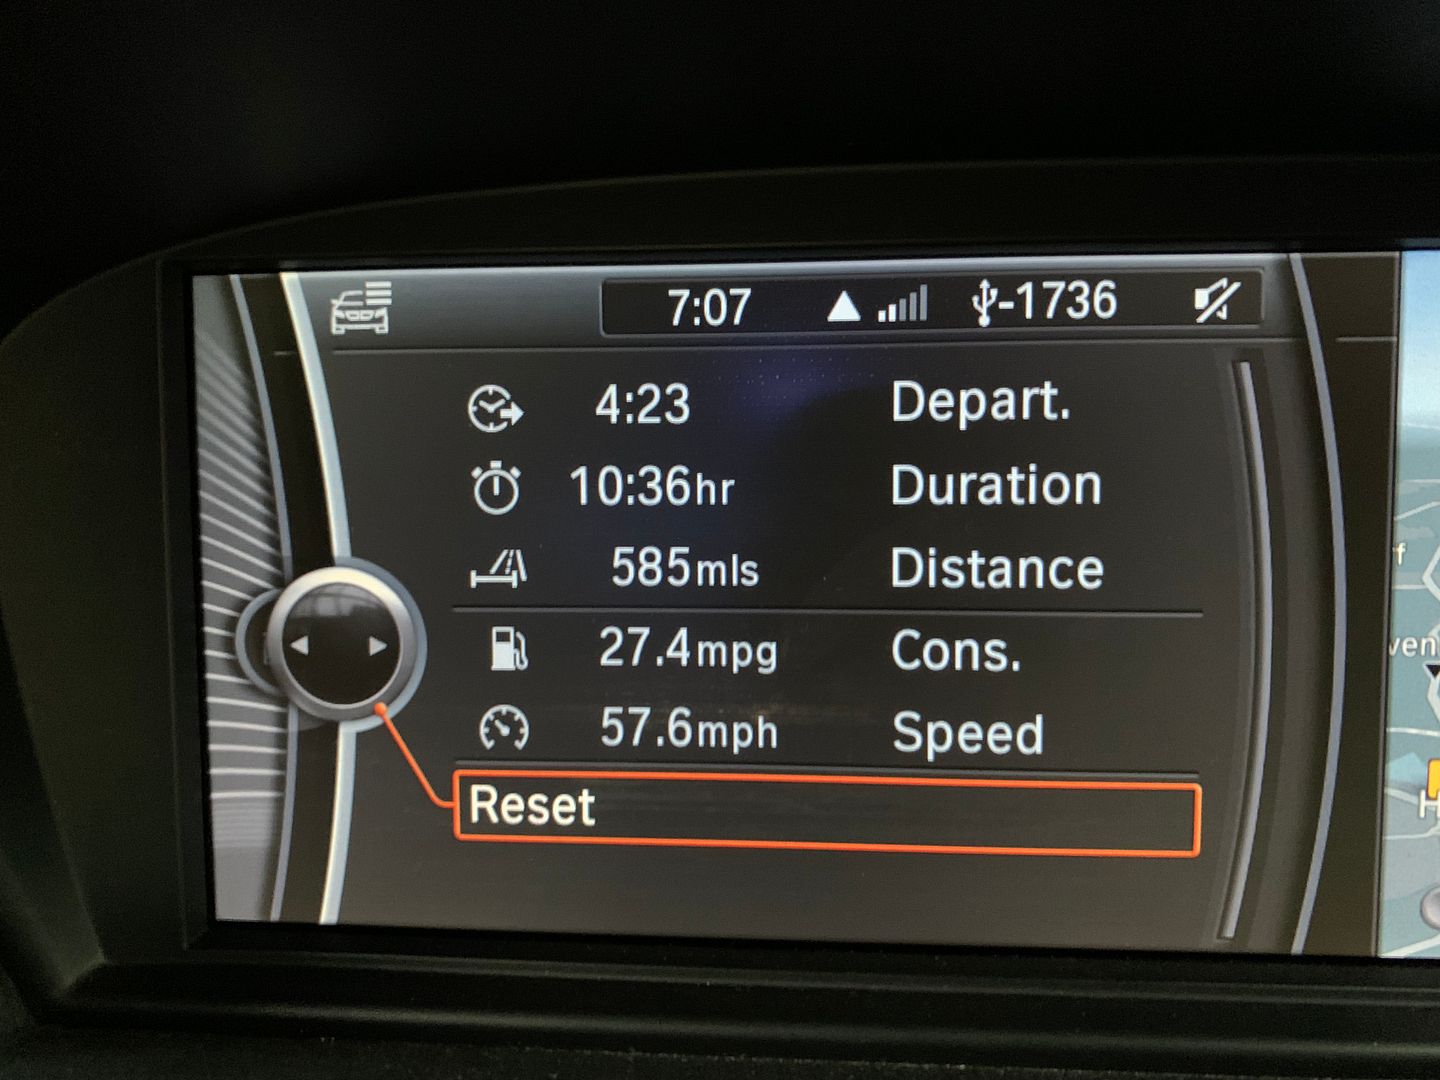 7:07 -1736
4:23 Depart.
10:36hr Duration
585mls Distance
27.4mpg Cons.
57.6mph Speed
Reset